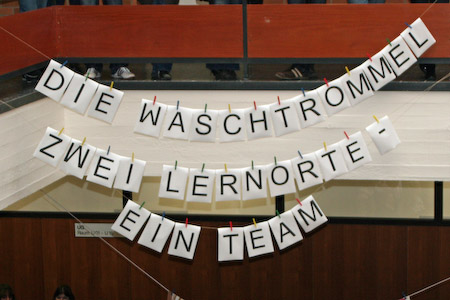 DIE WASCHTROMMEL
ZWEI LERNORTE-
EIN TEAM